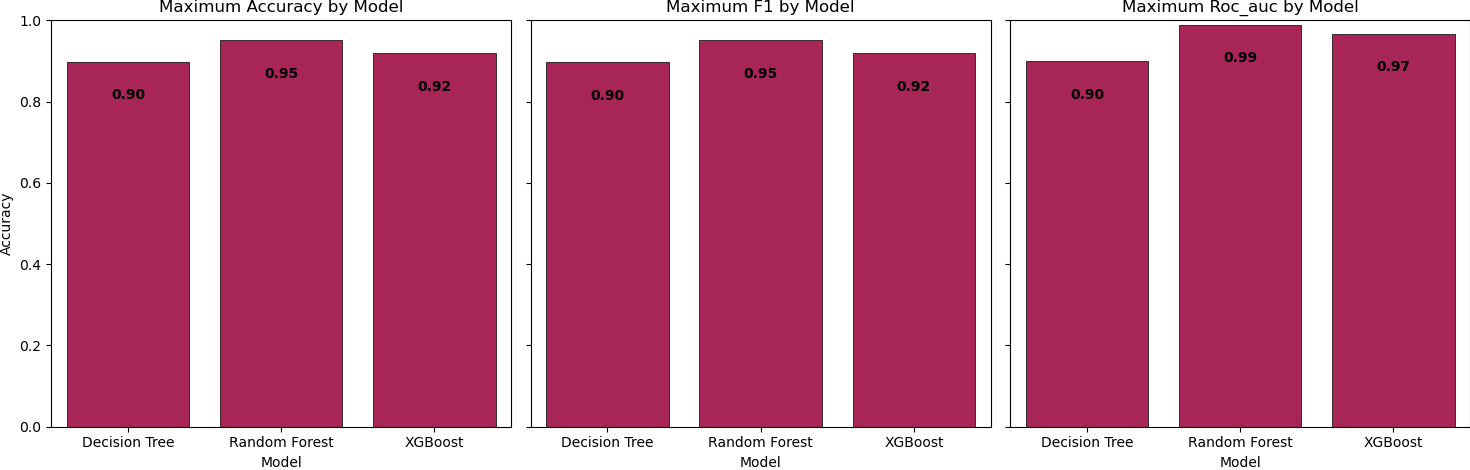 Maximum Accuracy by Model
Accuracy
1.0
0.8
0.6
0.4
0.2
0.0
0.90
0.95
0.92
Decision Tree
Random Forest
XGBoost
Model
Maximum F1 by Model
0.90
0.95
0.92
Decision Tree
Random Forest
XGBoost
Model
Maximum Roc_auc by Model
0.90
0.99
0.97
Decision Tree
Random Forest
XGBoost
Model